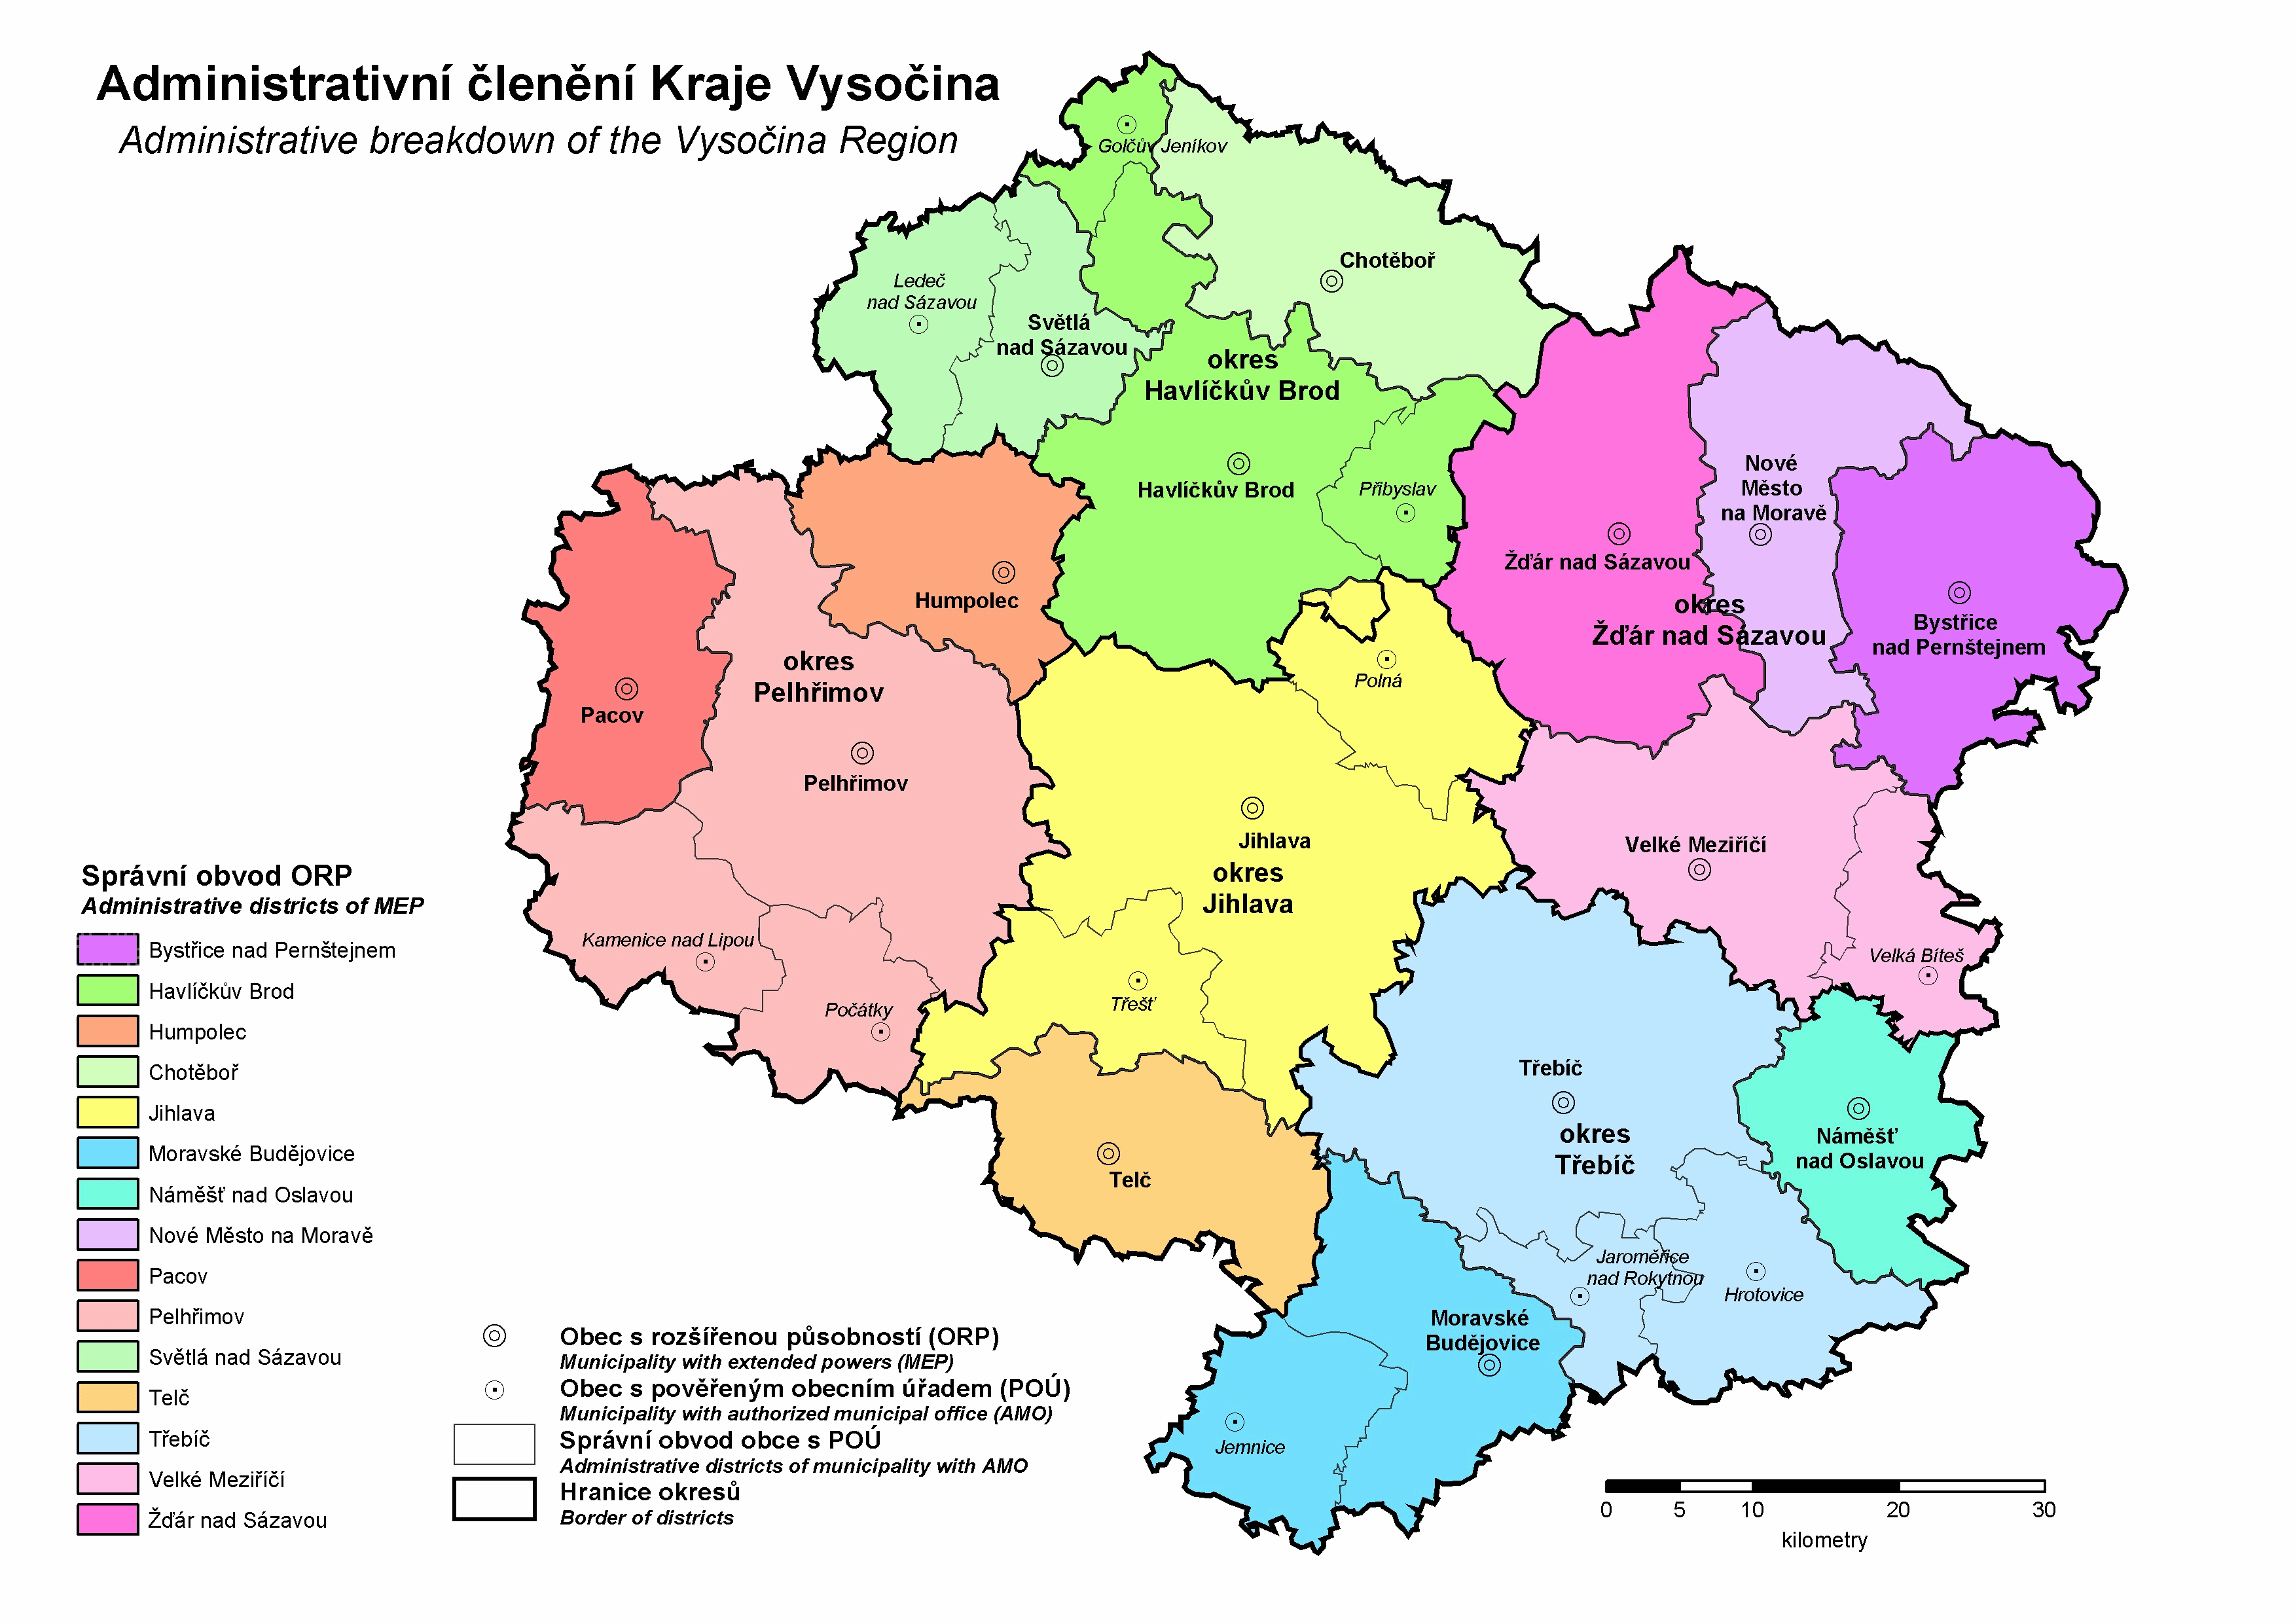 Administrativní členění Kraje Vysočina
Administrative breakdown of the Vysočina Region
Golčův Jeníkov
Chotěboř
Ledeč
nad Sázavou
Světlá
nad Sázavou
okres
Havlíčkův Brod
Havlíčkův Brod
Přibyslav
Nové
Město
na Moravě
Žďár nad Sázavou
okres
Žďár nad Sázavou
Bystřice
nad Pernštejnem
Humpolec
okres
Pelhřimov
Pacov
Pelhřimov
Polná
Jihlava
okres
Jihlava
Velké Meziříčí
Kamenice nad Lipou
Počátky
Třešť
Velká Bíteš
Třebíč
okres
Třebíč
Náměšť
nad Oslavou
Telč
Jaroměřice
nad Rokytnou
Hrotovice
Moravské
Budějovice
Jemnice
Správní obvod ORP
Administrative districts of MEP
Bystřice nad Pernštejnem
Havlíčkův Brod
Humpolec
Chotěboř
Jihlava
Moravské Budějovice
Náměšť nad Oslavou
Nové Město na Moravě
Pacov
Pelhřimov
Světlá nad Sázavou
Telč
Třebíč
Velké Meziříčí
Žďár nad Sázavou
Obec s rozšířenou působností (ORP)
Municipality with extended powers (MEP)
Obec s pověřeným obecním úřadem (POÚ)
Municipality with authorized municipal office (AMO)
Správní obvod obce s POÚ
Administrative districts of municipality with AMO
Hranice okresů
Border of districts
0 5 10 20 30
kilometry